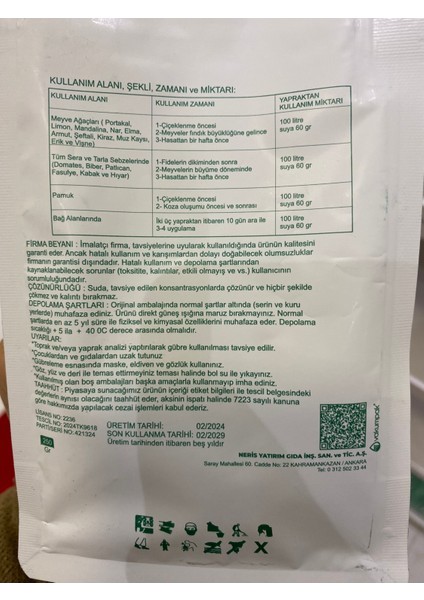 KULLANIM ALANI, ŞEKLİ, ZAMANI ve MİKTARI:
KULLANIM ALANI KULLANIM ZAMANI YAPRAKTAN KULLANIM MİKTARI
Meyve Ağaçları ( Portakal,
Limon, Mandalina, Nar, Elma,
Armut, Şeftali, Kiraz, Muz Kayısı,
Erik ve Vişne)
1-Çiçeklenme öncesi
2-Meyveler fındık büyüklüğüne gelince
3-Hasattan bir hafta önce
100 litre
suya 60 gr
Tüm Sera ve Tarla Sebzelerinde
(Domates, Biber, Patlıcan,
Fasulye, Kabak ve Hıyar)
1-Fidelerin dikiminden sonra
2-Meyvelerin büyüme döneminde
3-Hasattan bir hafta önce
100 litre
suya 60 gr
Pamuk
1-Çiçeklenme öncesi
2- Koza oluşumu öncesi ve sonrası
100 litre
suya 60 gr
Bağ Alanlarında
İki üç yapraktan itibaren 10 gün ara ile
3-4 uygulama
100 litre
suya 60 gr
FİRMA BEYANI : İmalatçı firma, tavsiyelerine uyularak kullanıldığında ürünün kalitesini
garanti eder. Ancak hatalı kullanım ve karışımlardan dolayı doğabilecek olumsuzluklar
firmanın garantisi dışındadır. Hatalı kullanım ve depolama şartlarından
kaynaklanabilecek sorunlar (toksitite, kalıntılar, etkili olmayış vs.) kullanıcının
sorumluluğundadır.
ÇÖZÜNÜRLÜĞÜ : Suda, tavsiye edilen konsantrasyonlarda çözünür ve hiçbir şekilde
çökmez ve kalıntı bırakmaz.
DEPOLAMA ŞARTLARI : Orijinal ambalajında normal şartlar altında (serin ve kuru
yerlerde) muhafaza ediniz. Ürünü direkt güneş ışığına maruz bırakmayınız. Normal
şartlarda en az 5 yıl süre ile fiziksel ve kimyasal özelliklerini muhafaza eder. Depolama
sıcaklığı + 5 ila + 40 0C derece arasında olmalıdır.
UYARILAR:
*Toprak ve/veya yaprak analizi yaptırılarak gübre kullanılması tavsiye edilir.
*Çocuklardan ve gıdalardan uzak tutunuz
*Gübreleme esnasında maske, eldiven ve gözlük kullanınız.
*Göz, yüz ve deri ile temas ettirmeyiniz teması halinde bol su ile yıkayınız.
*Kullanılmış olan boş ambalajları başka amaçlarla kullanmayıp imha ediniz.
TAAHHÜT : Piyasaya sunacağımız ürünün içeriği etiket bilgileri ile tescil belgesindeki
değerlerin aynısı olacağını taahhüt eder, aksinin ispatı halinde 7223 sayılı kanuna
göre hakkımızda yapılacak cezai işlemleri kabul ederiz.
LİSANS NO: 2236
TESCİL NO: 2024TK9618
PARTİ/SERİ NO: 421324
250
Gr
ÜRETİM TARİHİ: 02/2024
SON KULLANMA TARİHİ: 02/2029
Üretim tarihinden itibaren beş yıldır
vakumpak
NERİS YATIRIM GIDA İNŞ. SAN. ve TİC. A.Ş.
Saray Mahallesi 60. Cadde No: 22 KAHRAMANKAZAN / ANKARA
Tel: 0 312 502 33 44